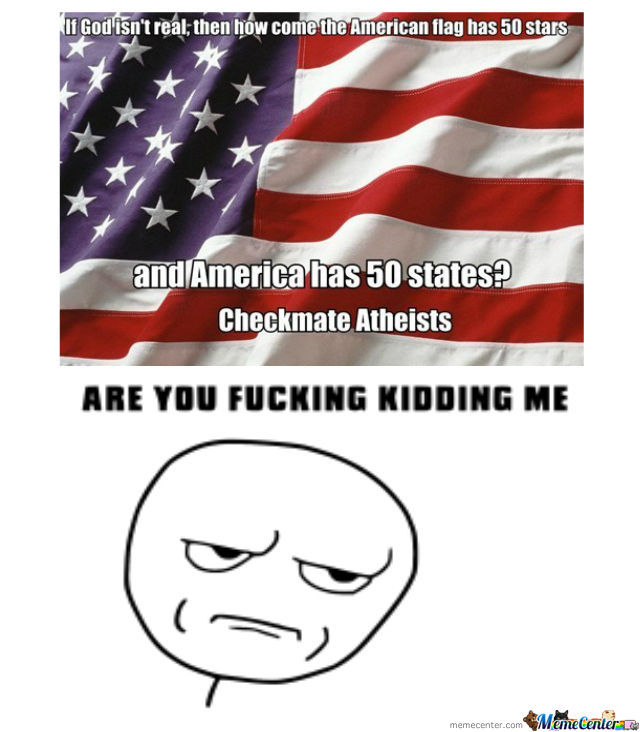 If God isn't real, then how come the American flag has 50 stars
and America has 50 states?
Checkmate Atheists
ARE YOU FUCKING KIDDING ME
memecenter.com MemeCenter